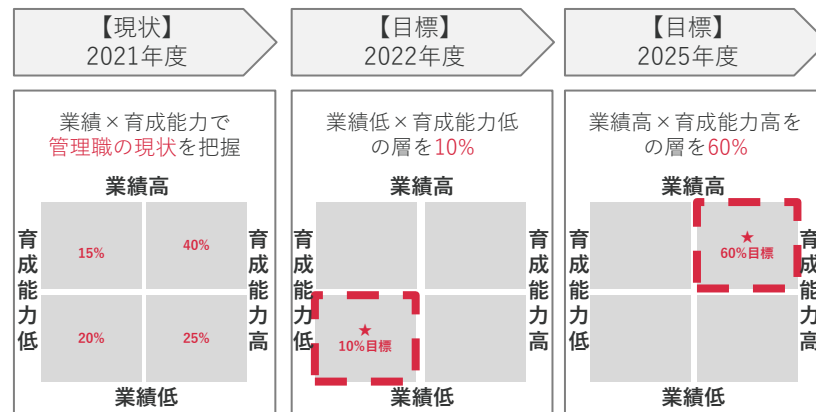 【現状】
2021年度
【目標】
2022年度
【目標】
2025年度
業績×育成能力で
管理職の現状を把握
業績高
育成能力低
15%
40%
20%
25%
育成能力高
業績低
業績低×育成能力低
の層を10%
業績高
育成能力低
★
10%目標
育成能力高
業績低
業績高×育成能力高を
の層を60%
業績高
育成能力低
★
60%目標
育成能力高
業績低